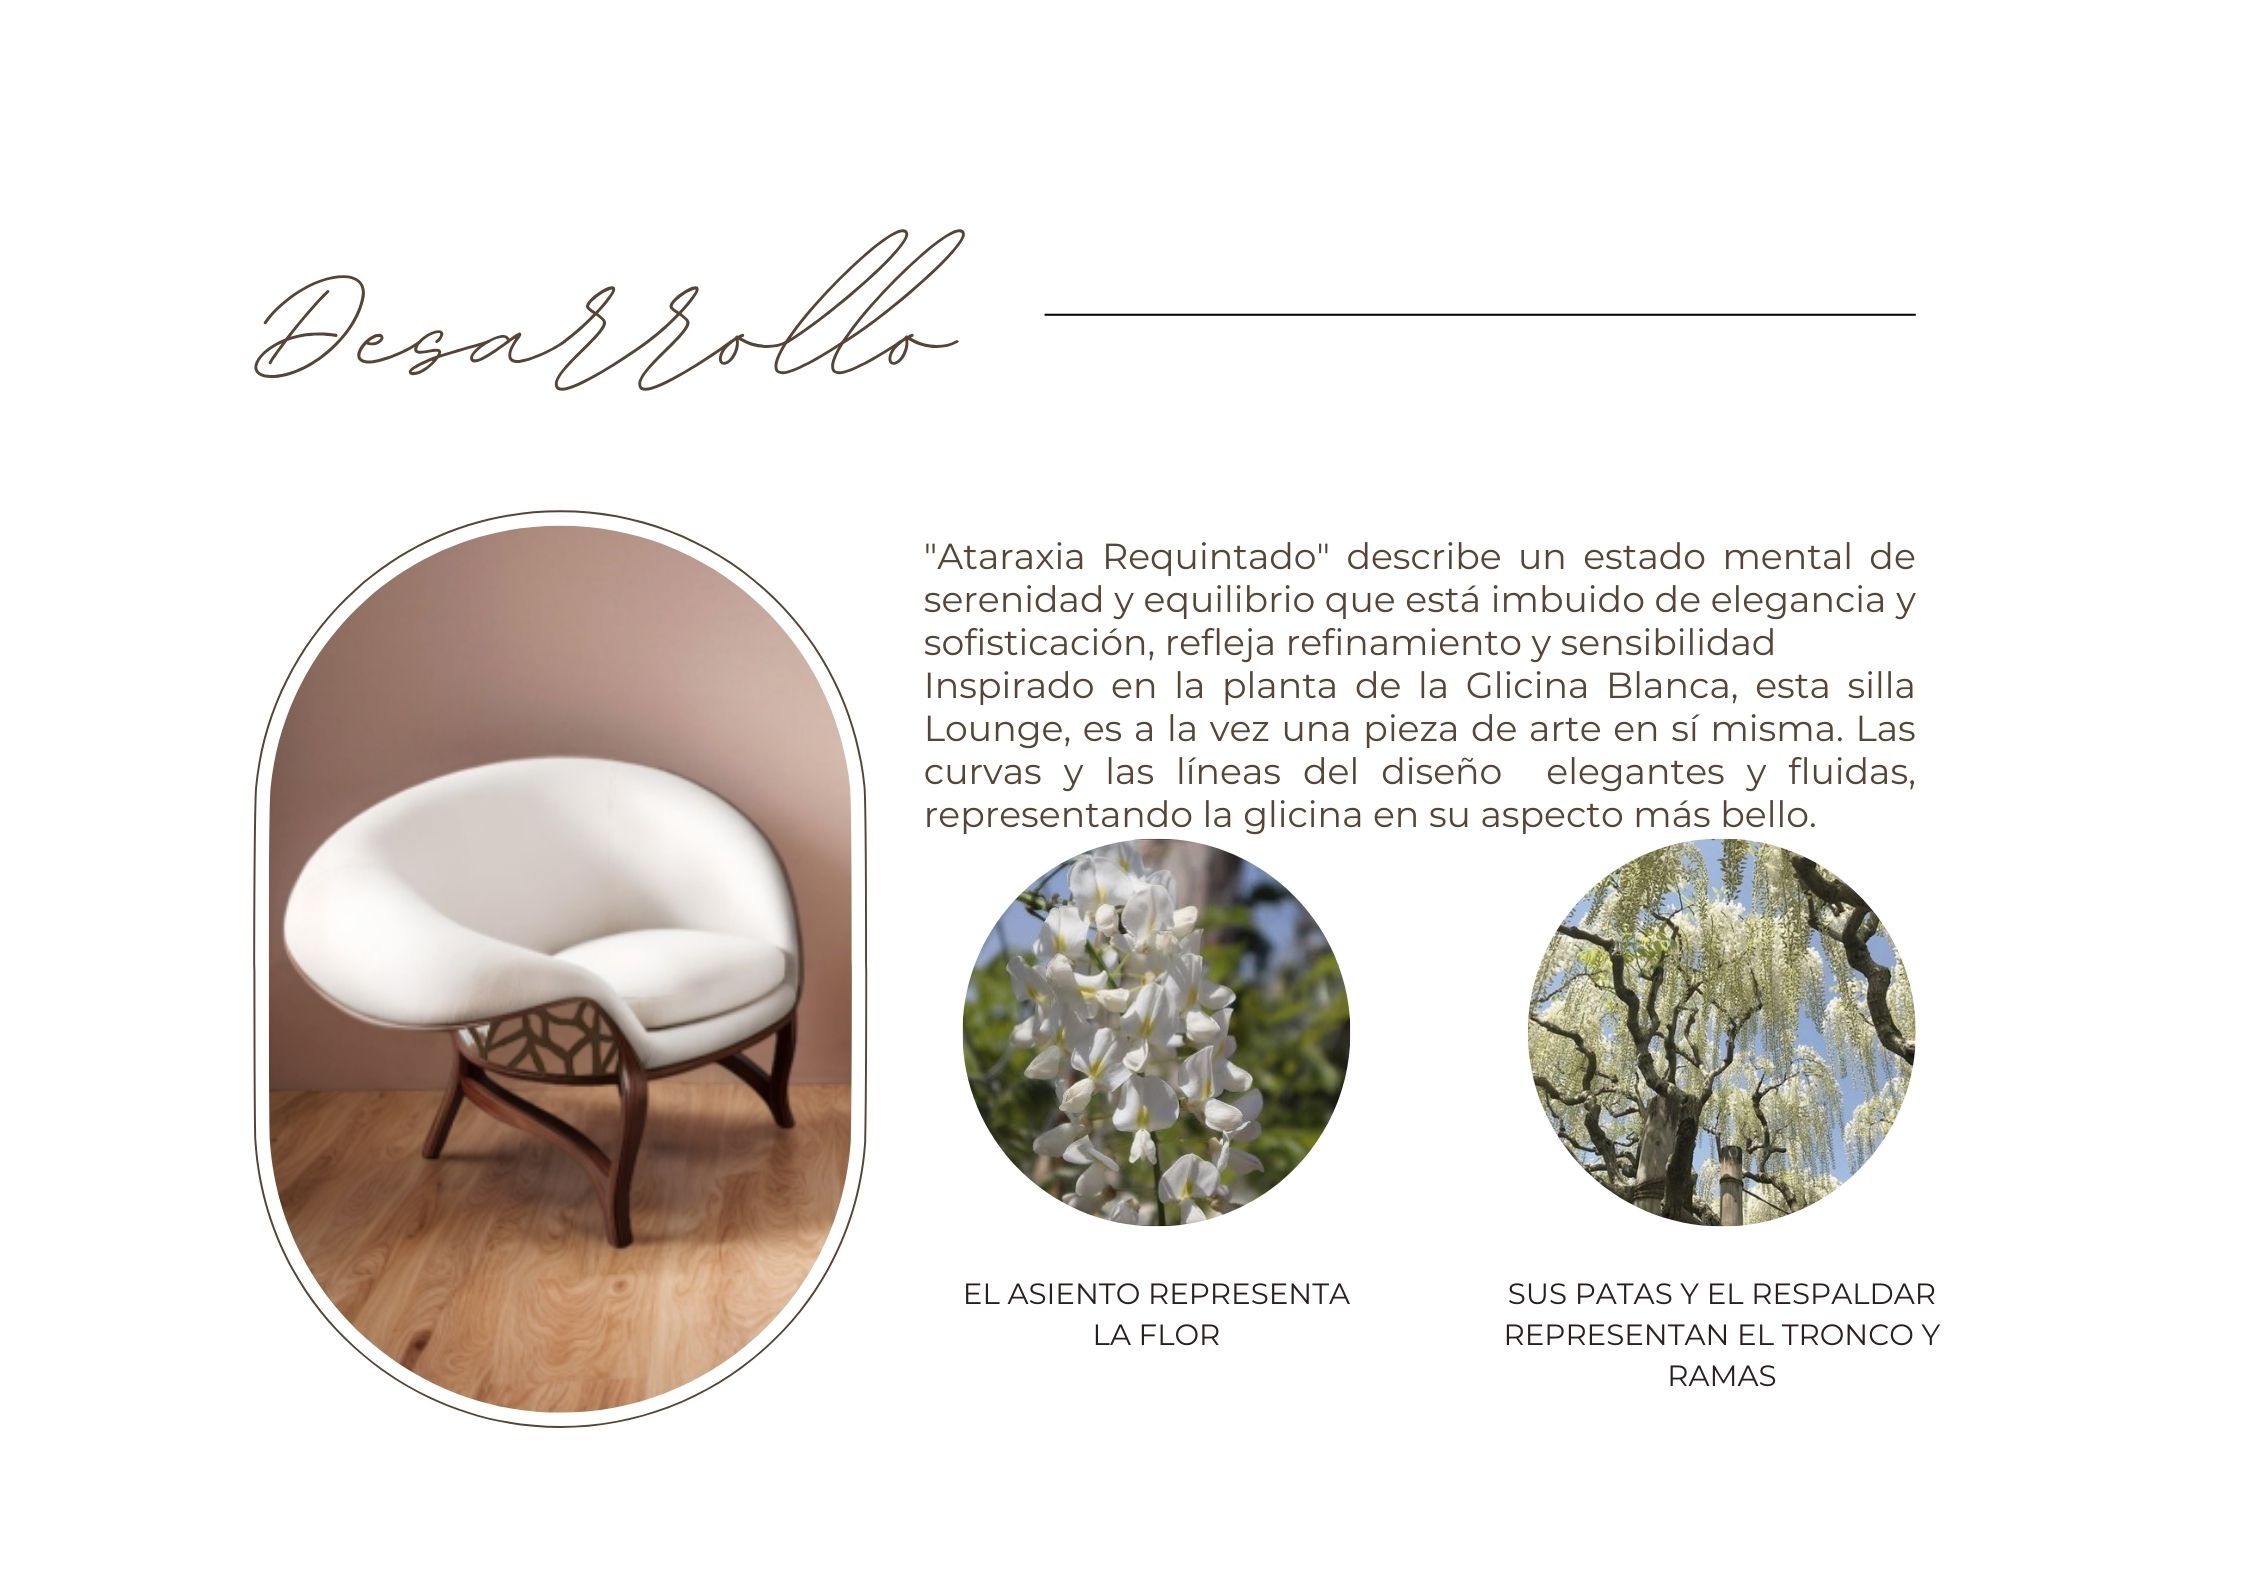 Desarrollo
"Ataraxia Requintado" describe un estado mental de
serenidad y equilibrio que está imbuido de elegancia y
sofisticación, refleja refinamiento y sensibilidad
Inspirado en la planta de la Glicina Blanca, esta silla
Lounge, es a la vez una pieza de arte en sí misma. Las
curvas y las líneas del diseño  elegantes y fluidas,
representando la glicina en su aspecto más bello.
EL ASIENTO REPRESENTA
LA FLOR
SUS PATAS Y EL RESPALDAR
REPRESENTAN EL TRONCO Y
RAMAS